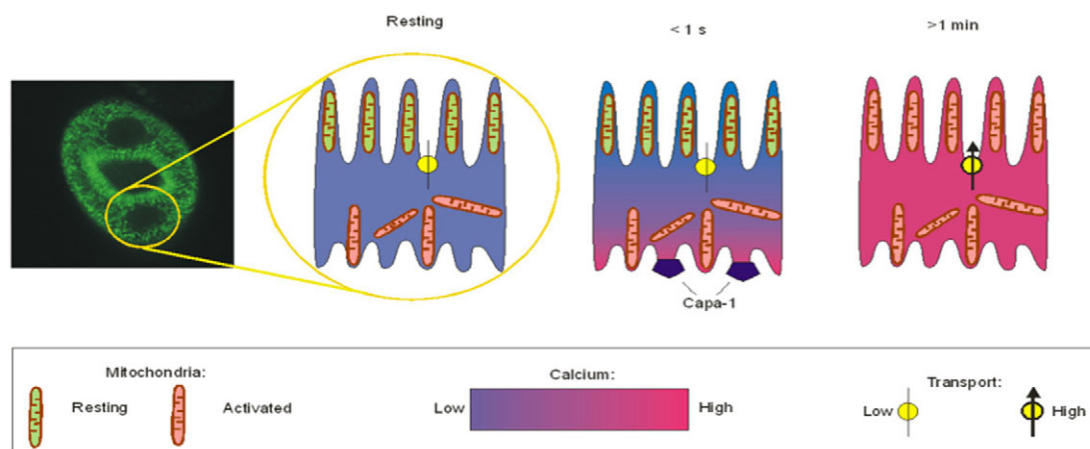 Resting
< 1 s
>1 min
Capa-1
Mitochondria:
Resting
Activated
Calcium:
Low
High
Transport:
Low
High